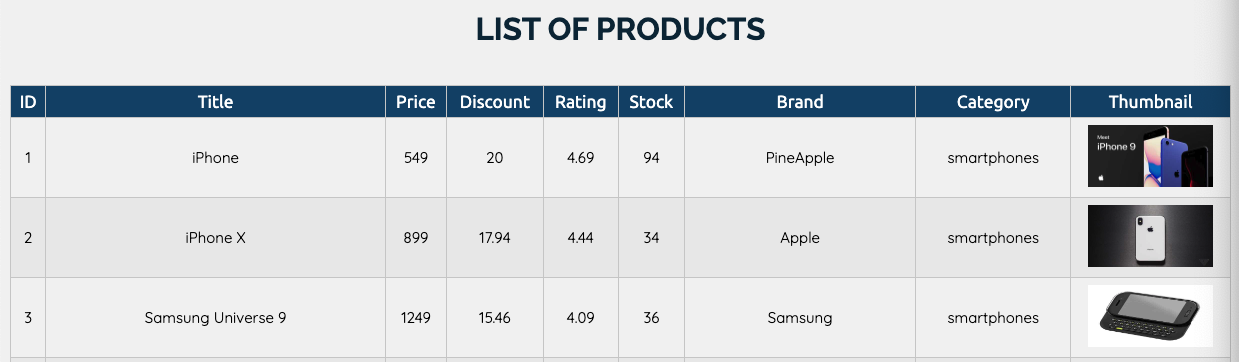 LIST OF PRODUCTS
ID Title Price Discount Rating Stock Brand Category Thumbnail
Meet
iPhone 9
1 iPhone 549 20 4.69 94 PineApple smartphones
2 iPhone X 899 17.94 4.44 34 Apple smartphones
3 Samsung Universe 9 1249 15.46 4.09 36 Samsung smartphones